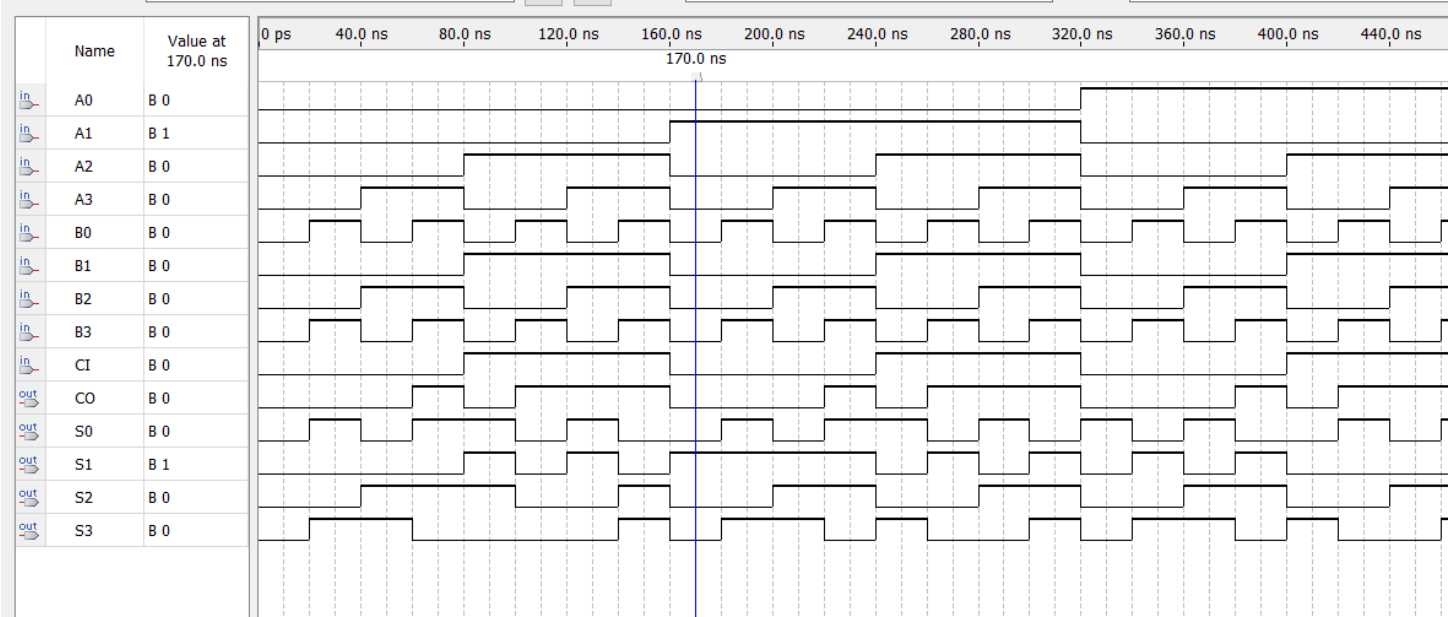 0 ps 40.0 ns 80.0 ns 120.0 ns 160.0 ns 200.0 ns 240.0 ns 280.0 ns 320.0 ns 360.0 ns 400.0 ns 440.0 ns
Name
Value at
170.0 ns
170.0 ns
in A0 B 0
in A1 B 1
in A2 B 0
in A3 B 0
in B0 B 0
in B1 B 0
in B2 B 0
in B3 B 0
in CI B 0
out CO B 0
out S0 B 0
out S1 B 1
out S2 B 0
out S3 B 0